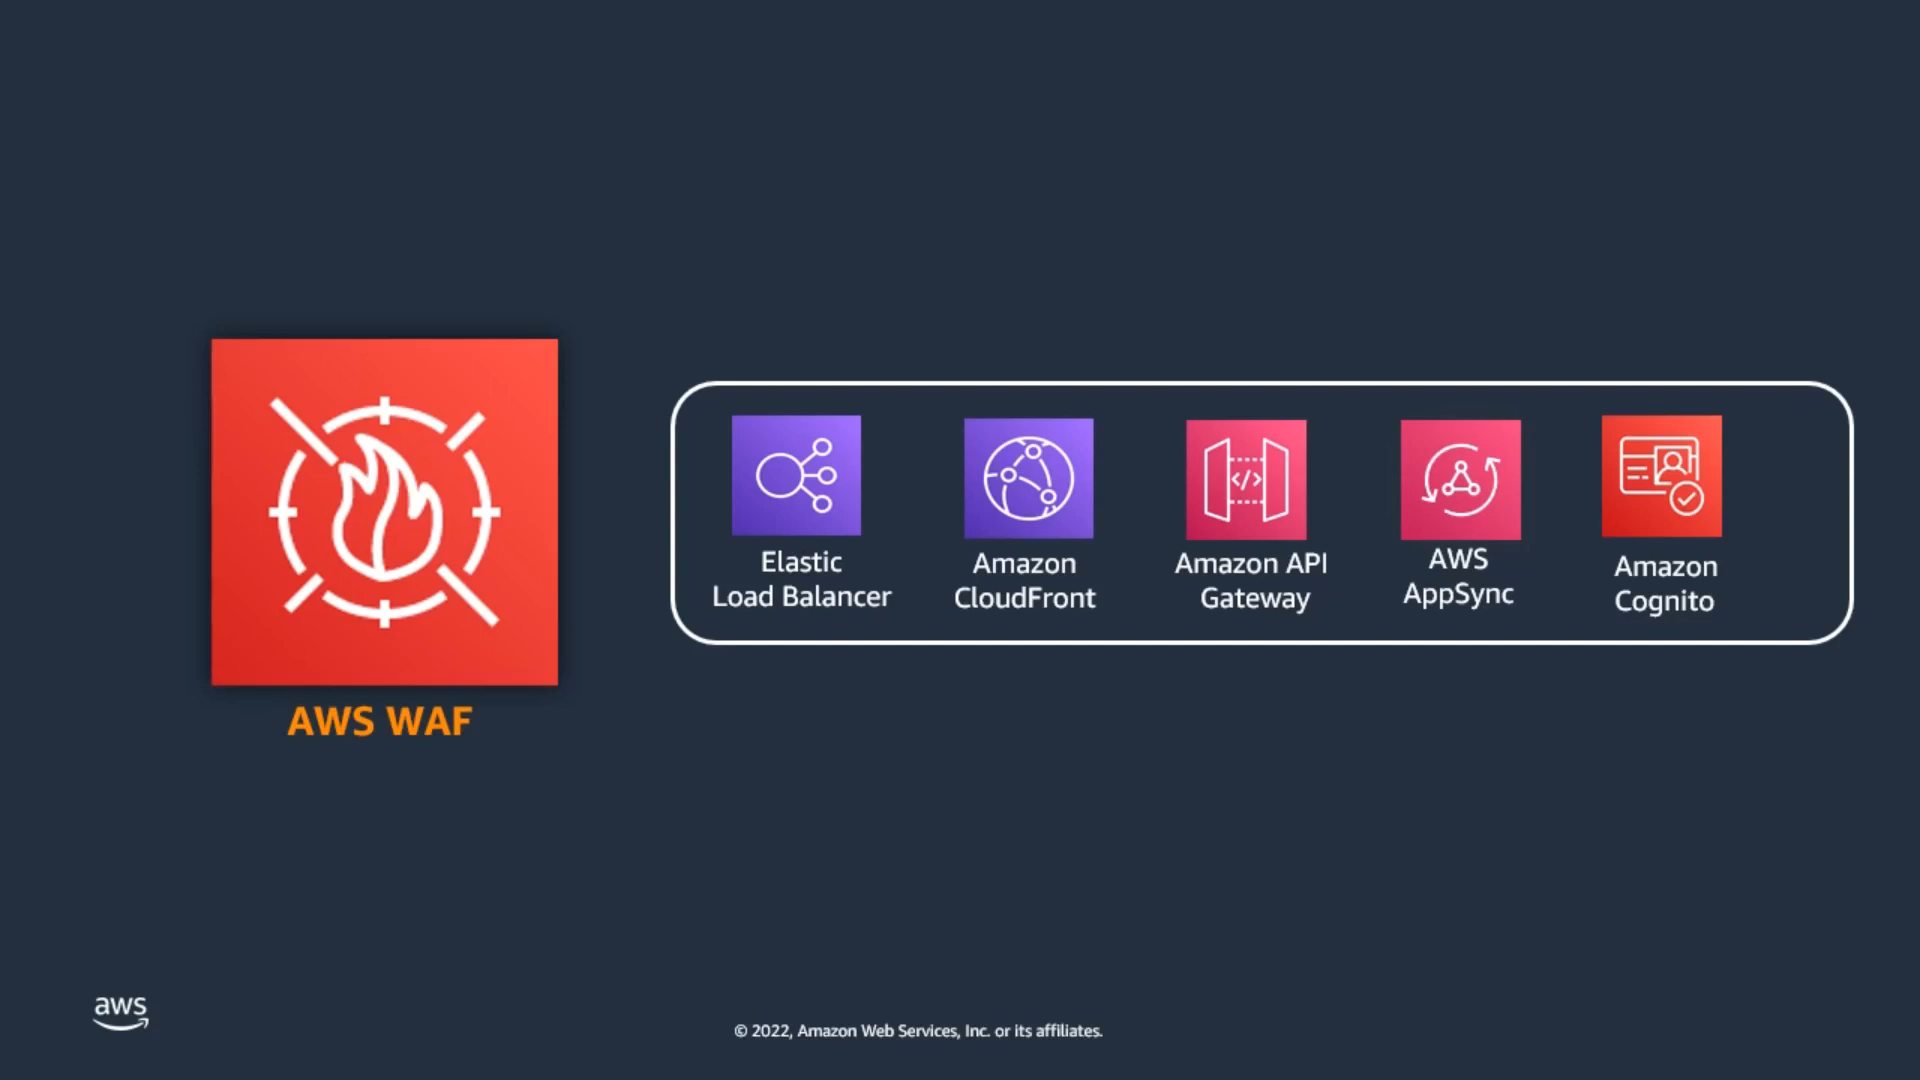 AWS WAF
Elastic
Load Balancer
Amazon
CloudFront
</>
Amazon API
Gateway
AWS
AppSync
Amazon
Cognito
aws
© 2022, Amazon Web Services, Inc. or its affiliates.